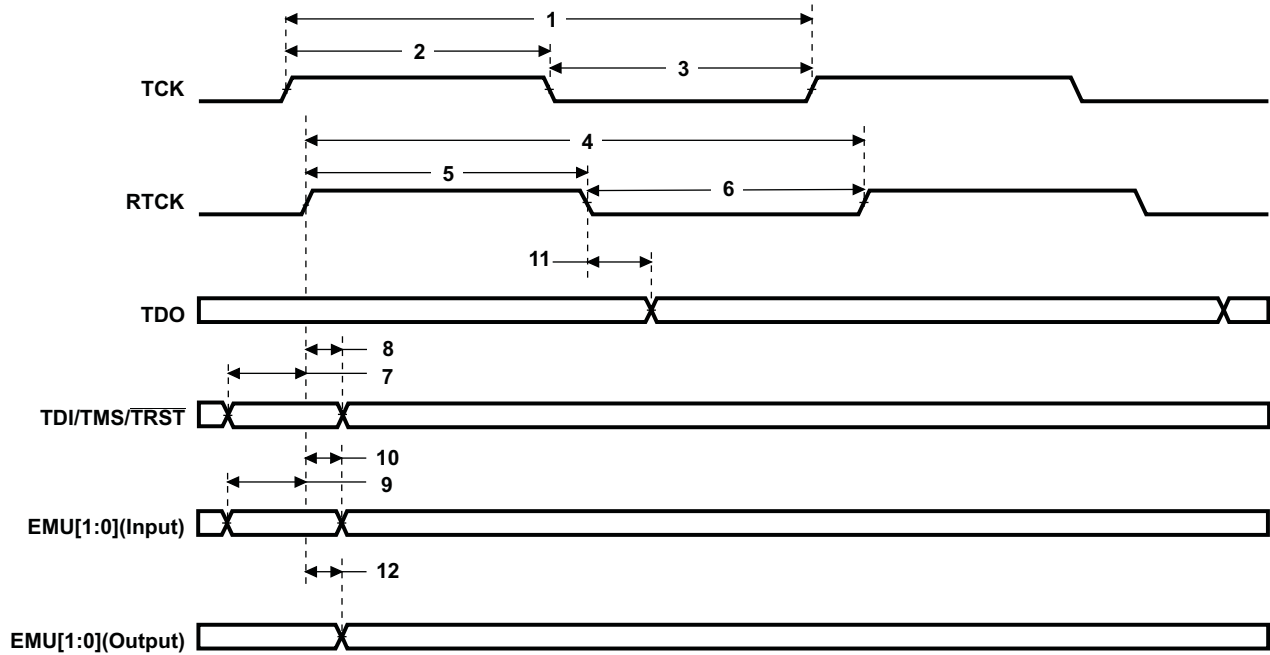 1
2
3
TCK
4
5
6
RTCK
11
TDO
8
7
TDI/TMS/TRST
10
9
EMU[1:0](Input)
12
EMU[1:0](Output)